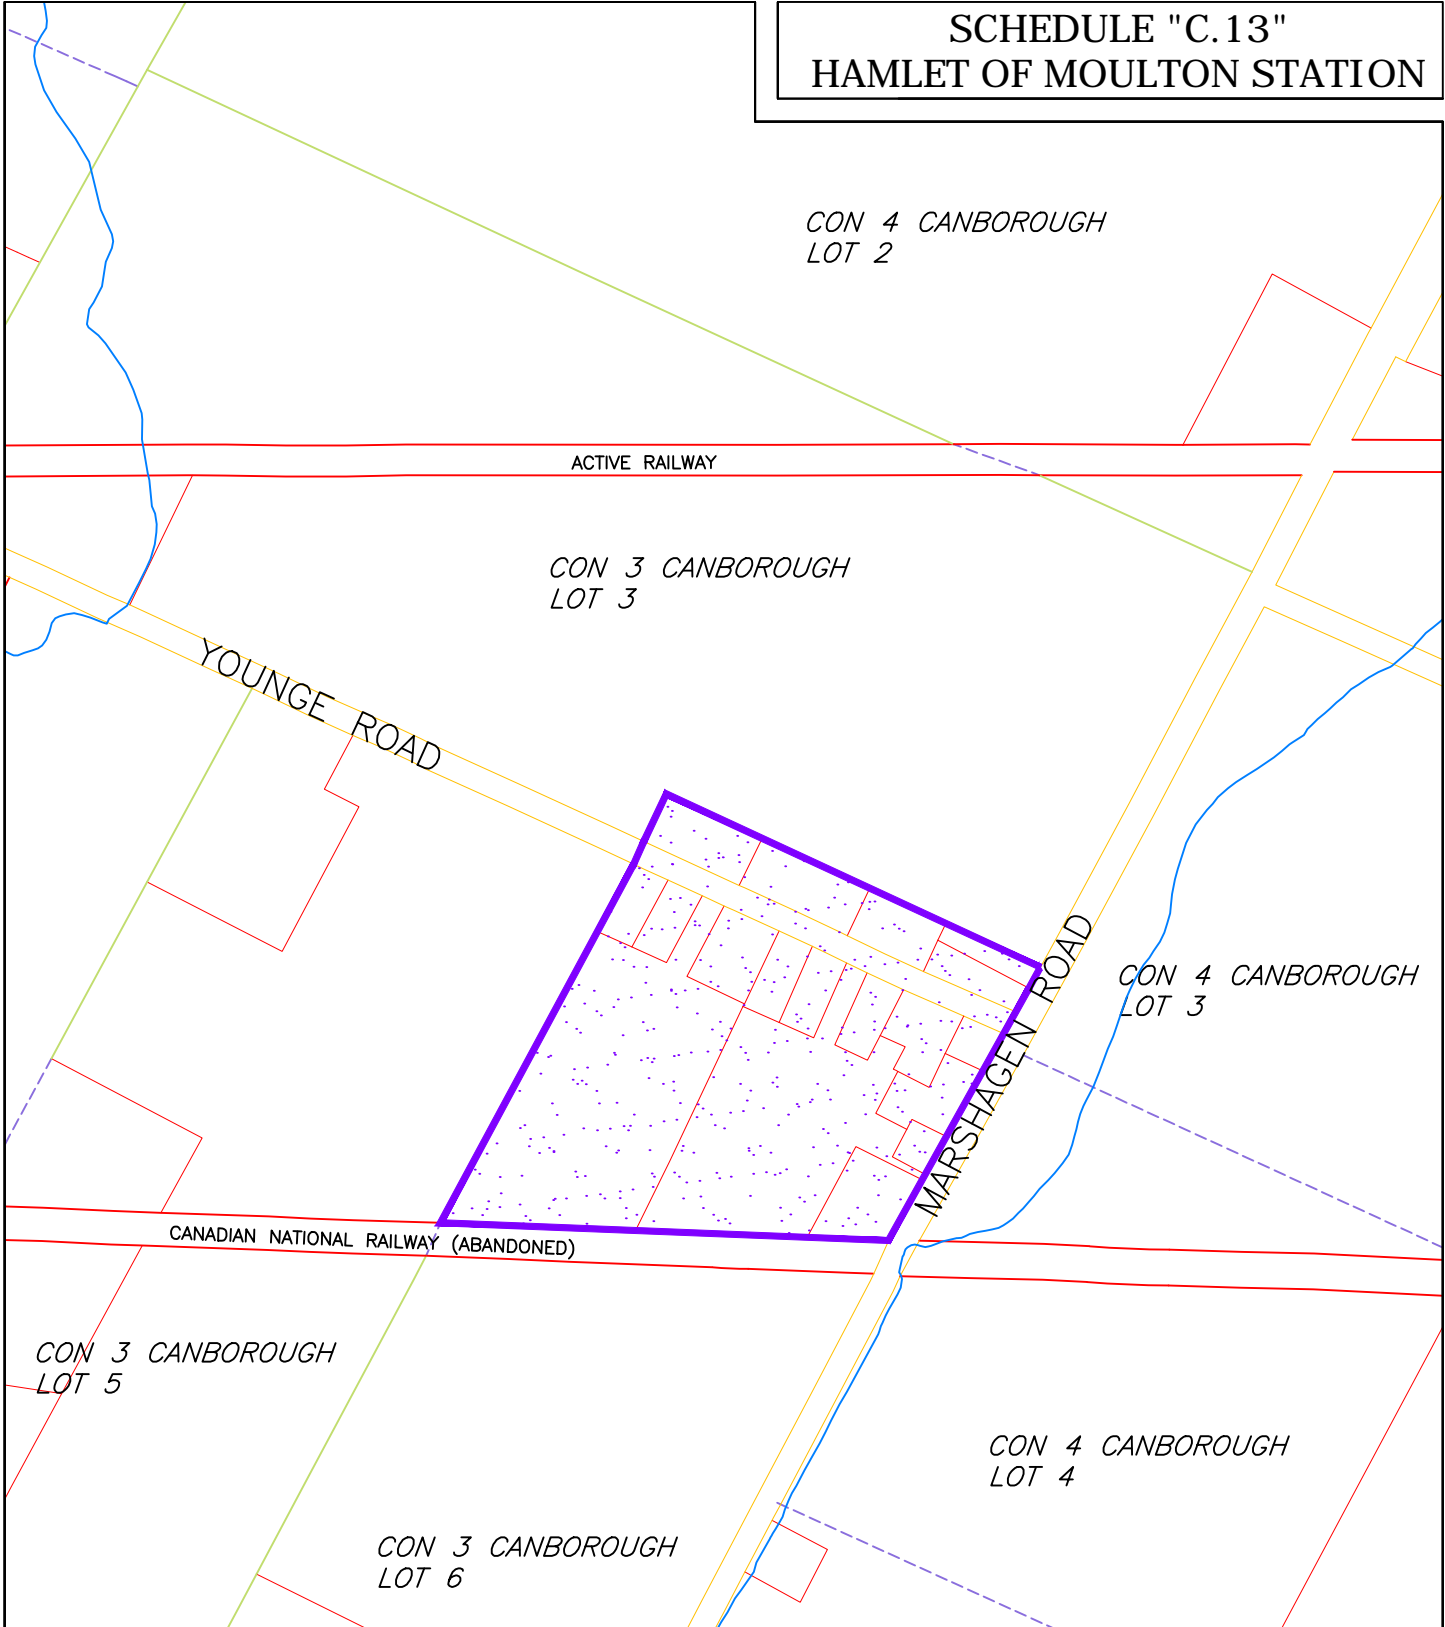 SCHEDULE "C.13"
HAMLET OF MOULTON STATION
CON 4 CANBOROUGH
LOT 2
ACTIVE RAILWAY
CON 3 CANBOROUGH
LOT 3
YOUNGE ROAD
MARSHAGEN ROAD
CON 4 CANBOROUGH
LOT 3
CANADIAN NATIONAL RAILWAY (ABANDONED)
CON 3 CANBOROUGH
LOT 5
CON 4 CANBOROUGH
LOT 4
CON 3 CANBOROUGH
LOT 6